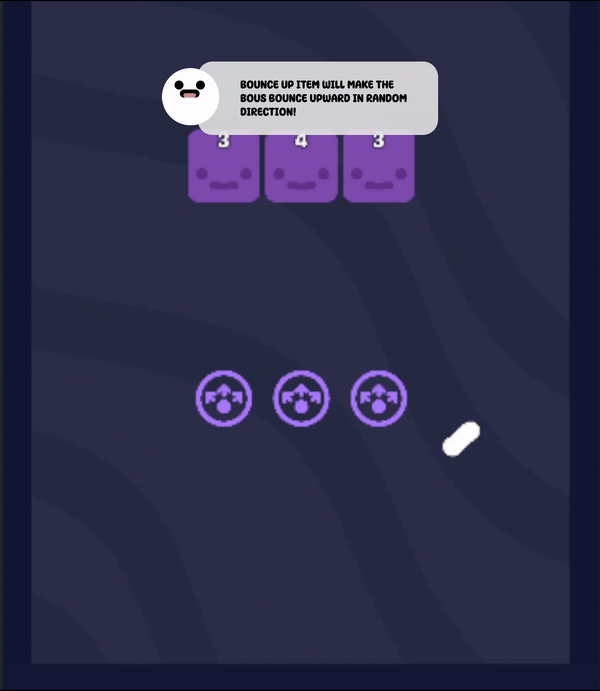 BOUNCE UP ITEM WILL MAKE THE
BOUS BOUNCE UPWARD IN RANDOM
DIRECTION!
3 4 3